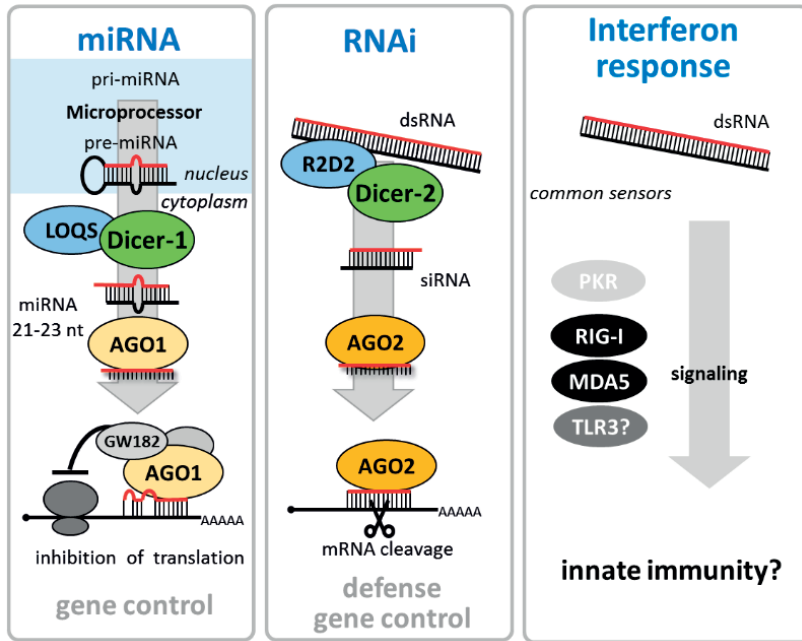 miRNA
pri-miRNA
Microprocessor
pre-miRNA
nucleus
cytoplasm
LOQS
Dicer-1
miRNA
21-23 nt
AGO1
GW182
AGO1
AAAAA
inhibition of translation
gene control
RNAi
dsRNA
R2D2
Dicer-2
siRNA
AGO2
AGO2
AAAAA
mRNA cleavage
defense
gene control
Interferon
response
dsRNA
common sensors
PKR
RIG-I
MDA5
signaling
TLR3?
innate immunity?